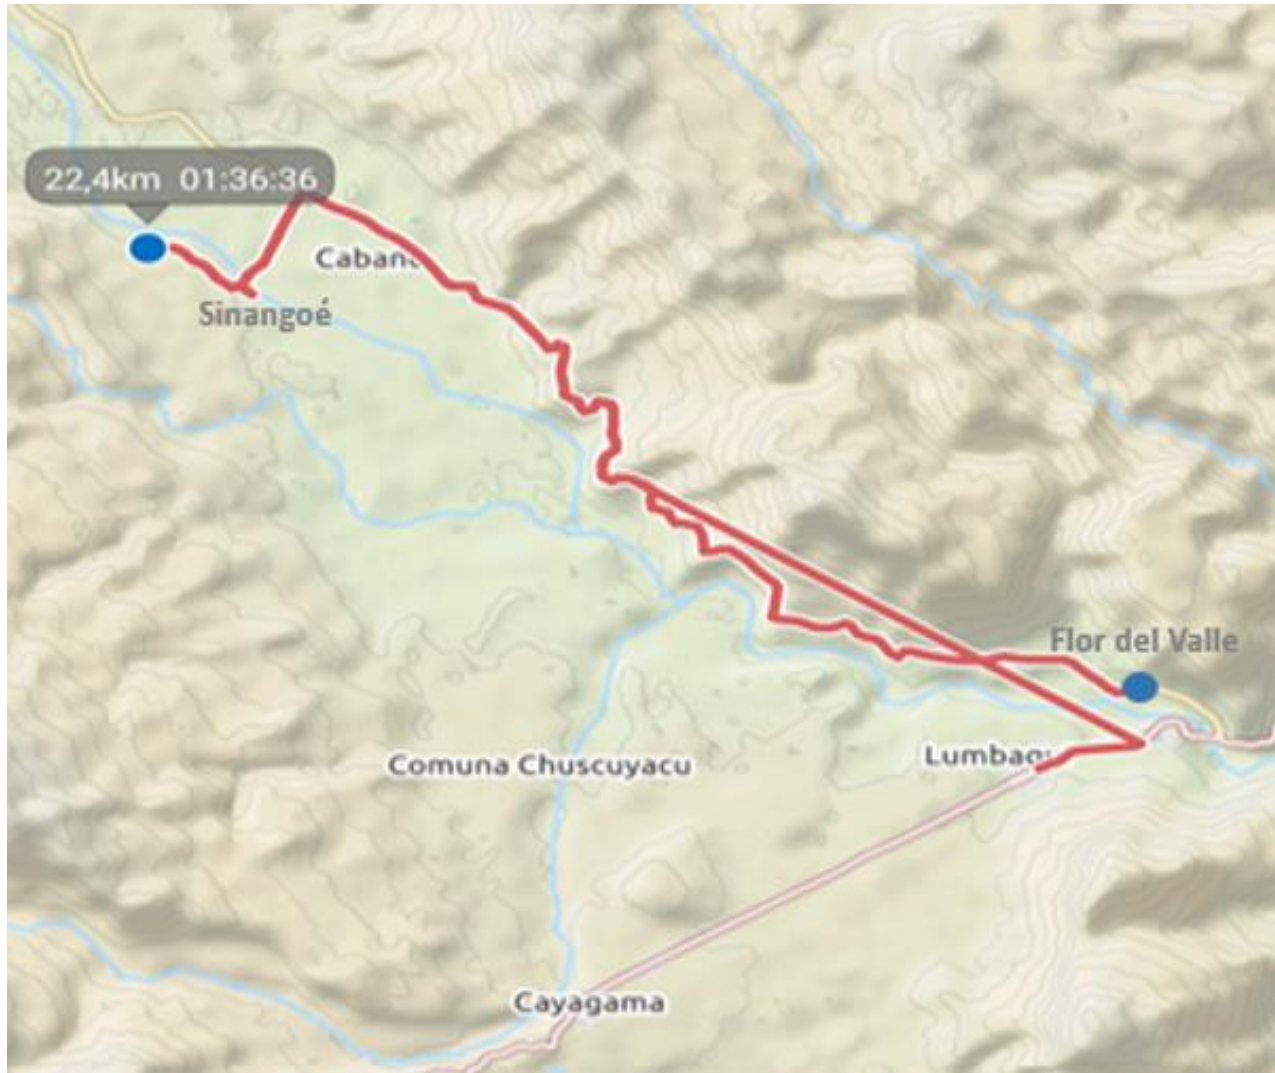 22,4km 01:36:36
Sinangoé
Flor del Valle
Comuna Chuscuyacu
Cayagama